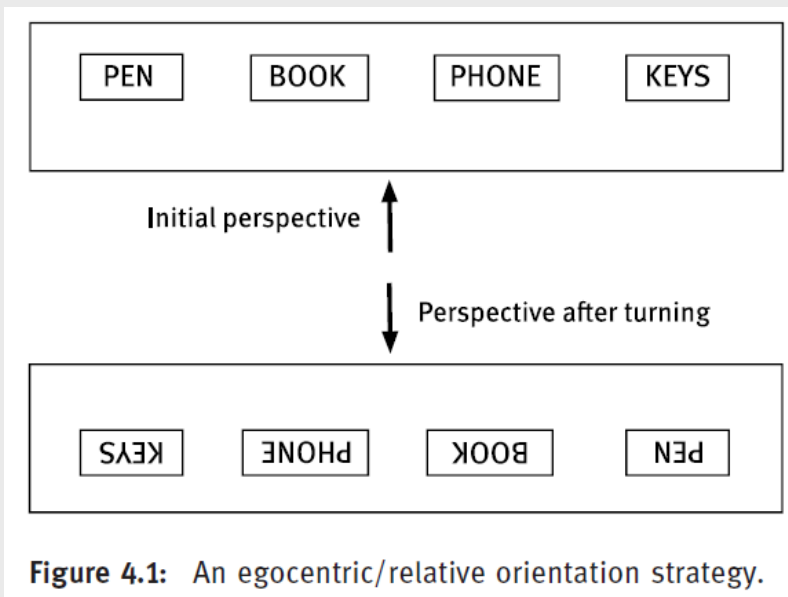 PEN BOOK PHONE KEYS
Initial perspective
Perspective after turning
KEYS PHONE BOOK PEN
Figure 4.1: An egocentric/relative orientation strategy.